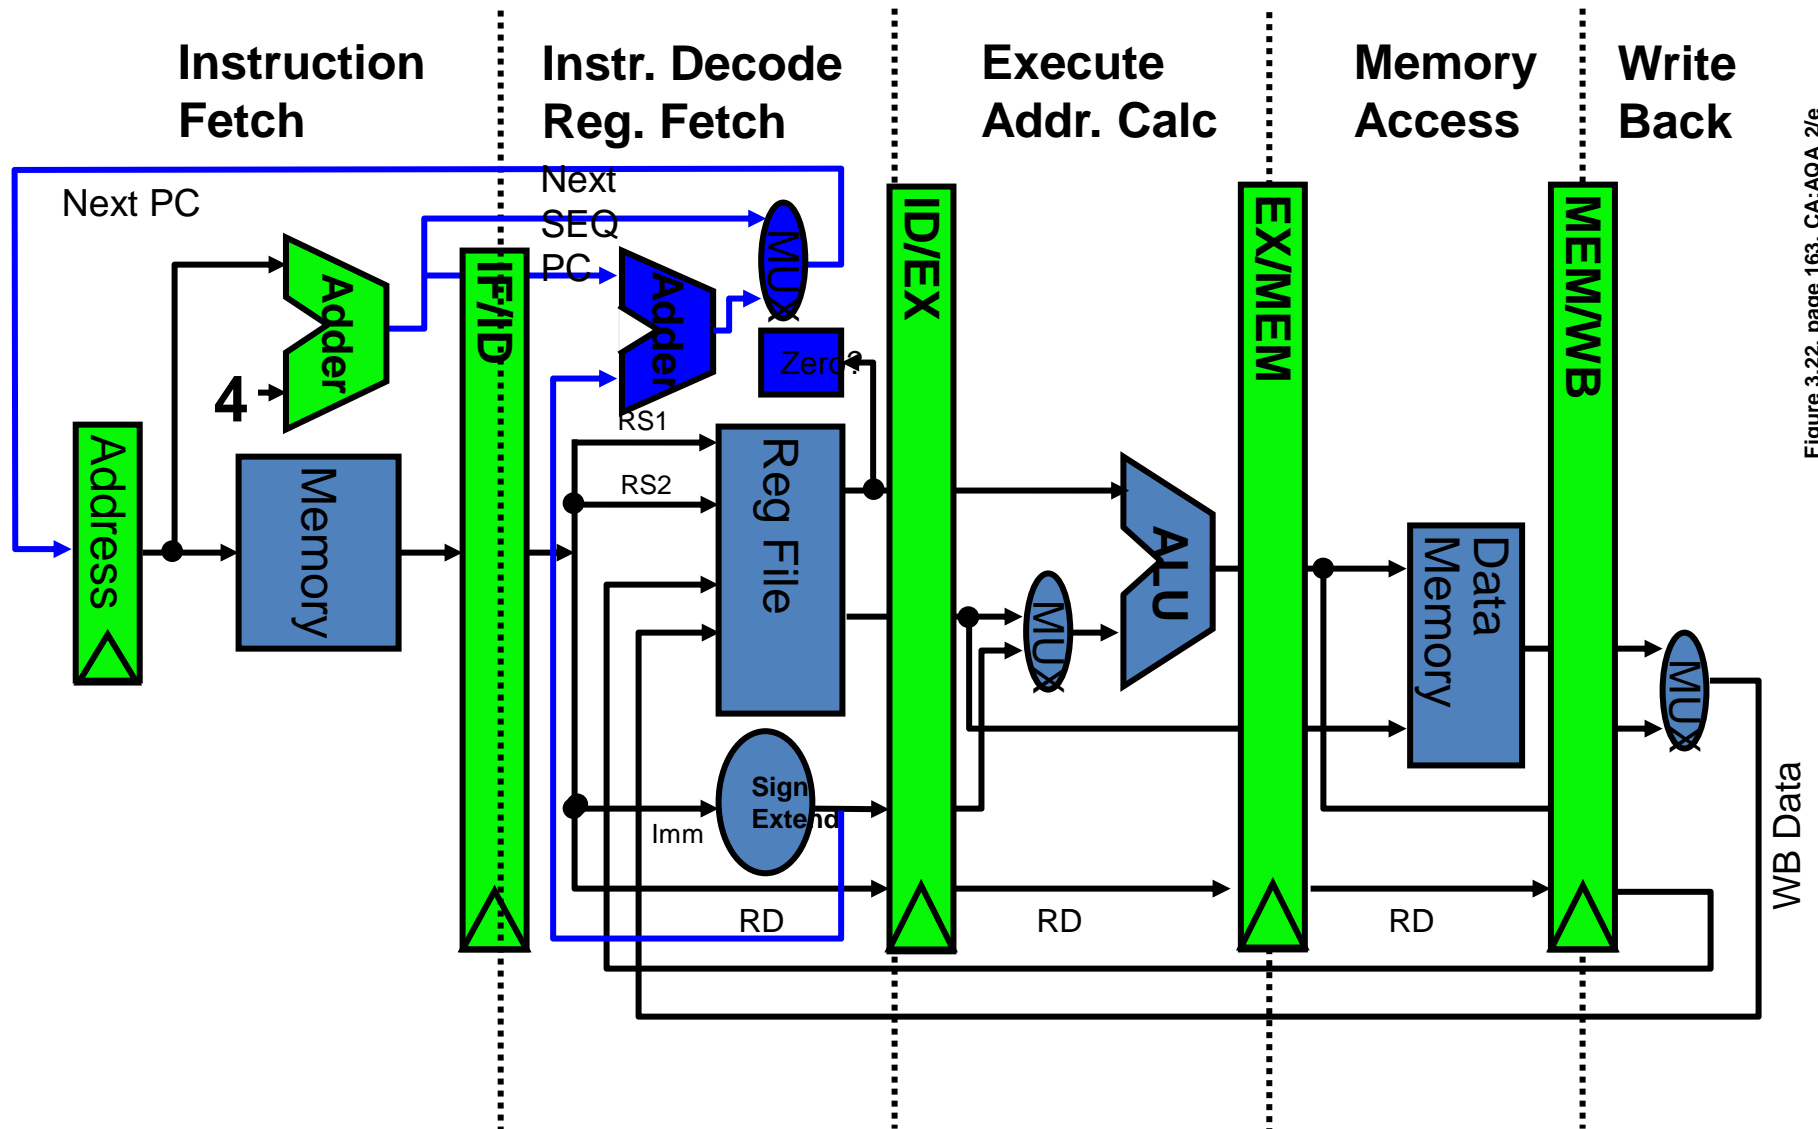 Instruction
Fetch
Instr. Decode
Reg. Fetch
Execute
Addr. Calc
Memory
Access
Write
Back
Next PC
Next
SEQ
PC
4
Adder
Address
Memory
IF/ID
Adder
MUX
Zero?
RS1
RS2
Reg File
Sign
Extend
Imm
RD
ID/EX
MUX
ALU
RD
EX/MEM
Data
Memory
RD
MEM/WB
MUX
WB Data
Figure 3.22, page 163, CA:AQA 2/e